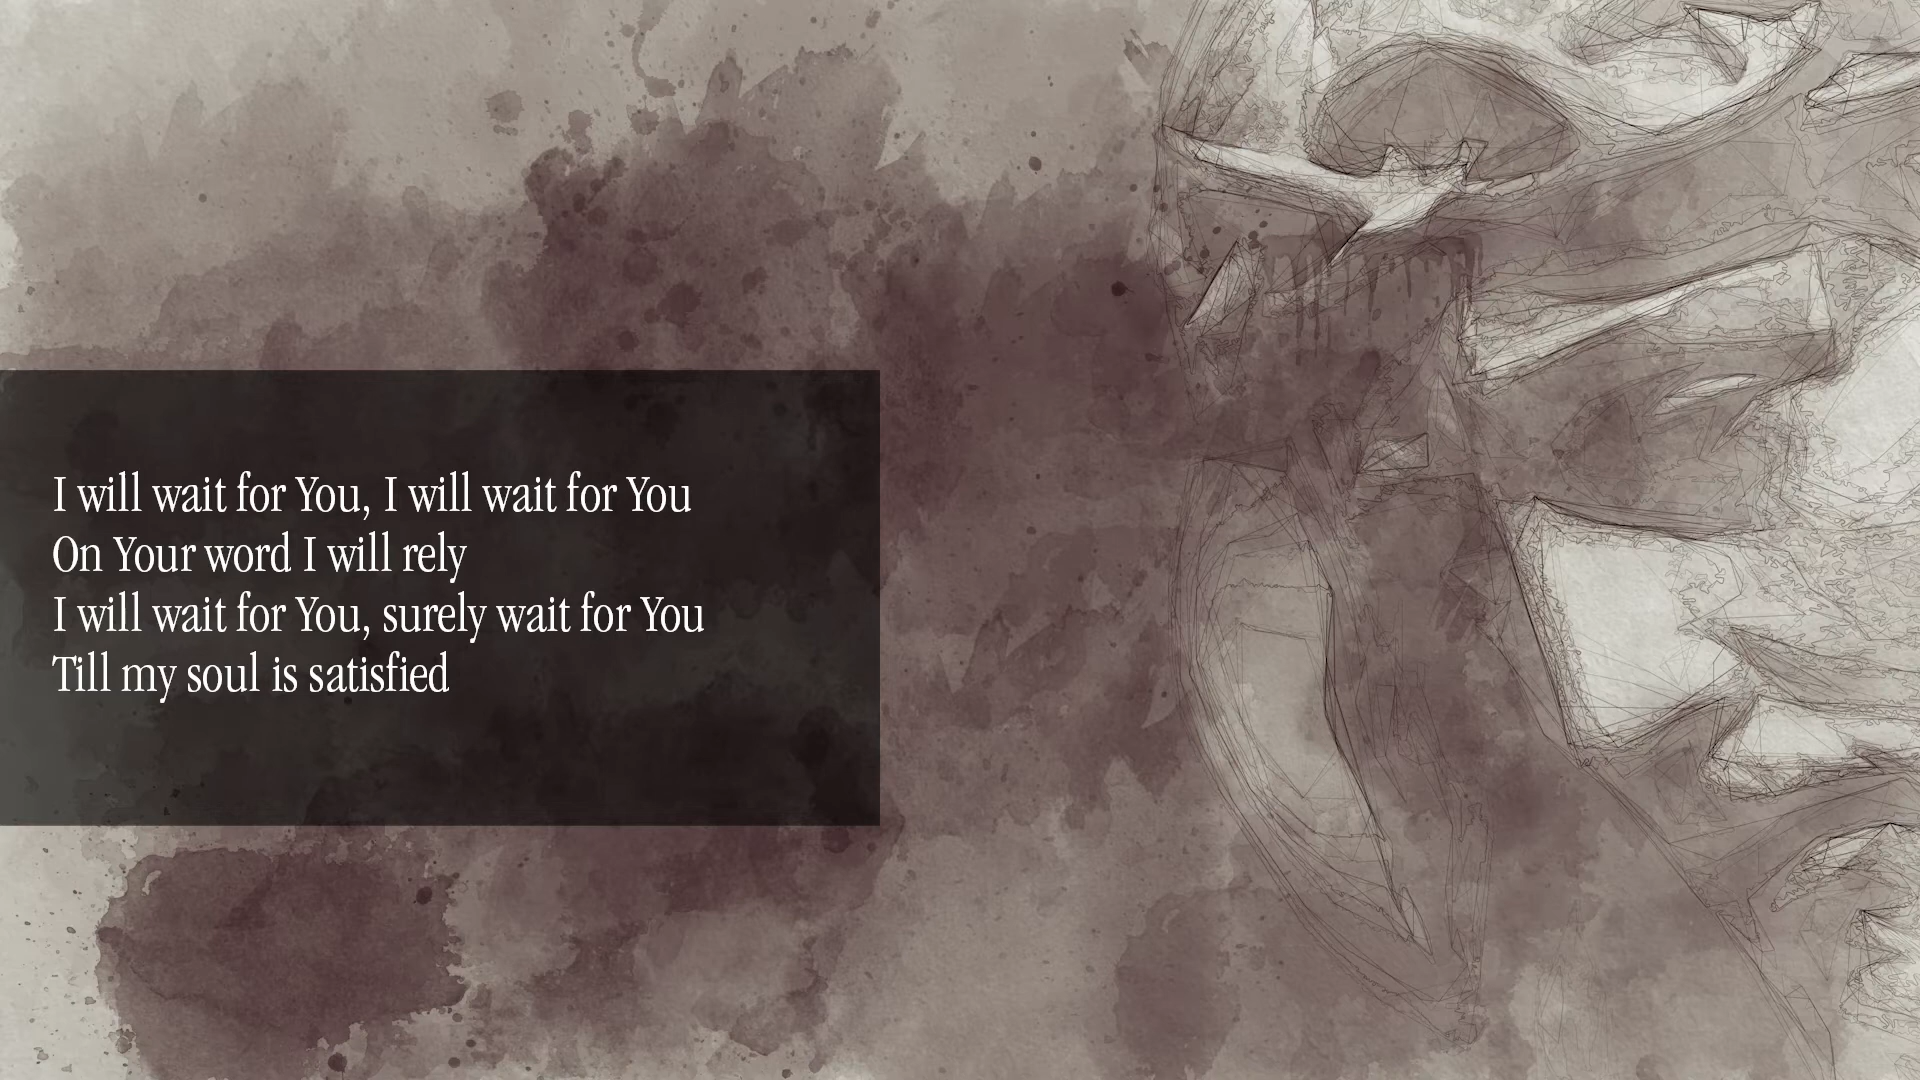 I will wait for You, I will wait for You
On Your word I will rely
I will wait for You, surely wait for You
Till my soul is satisfied